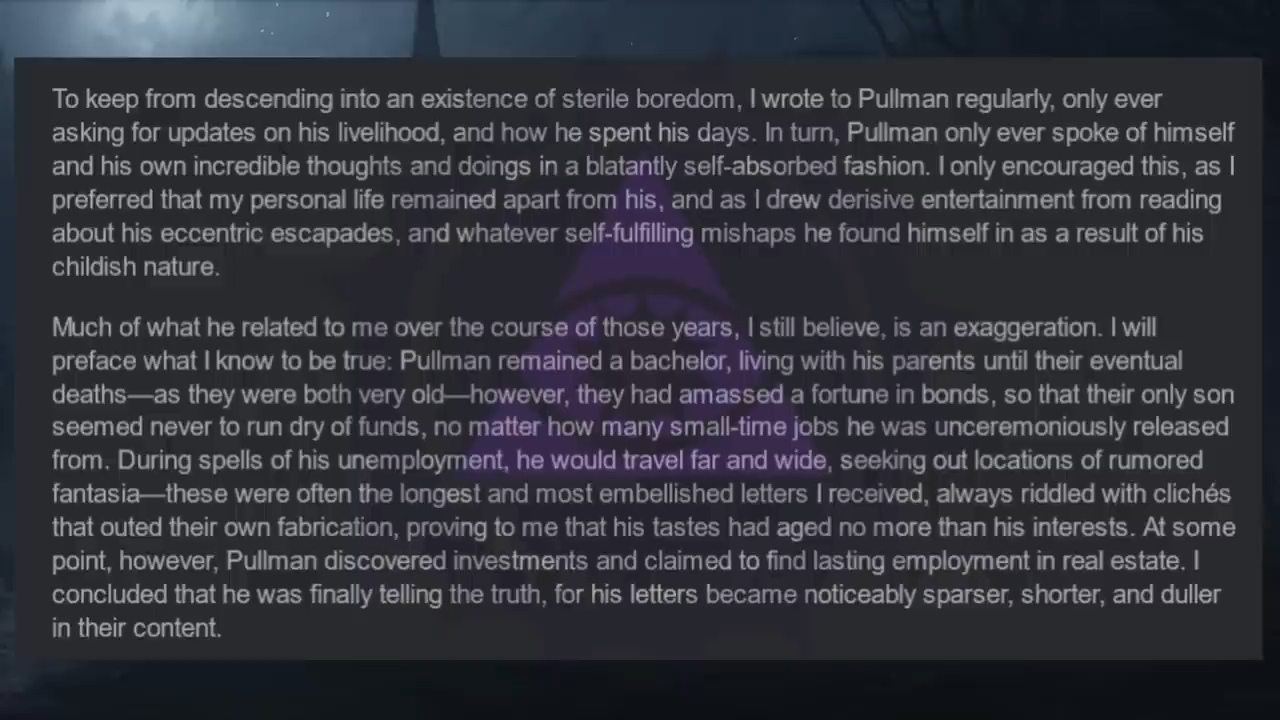 To keep from descending into an existence of sterile boredom, I wrote to Pullman regularly, only ever
asking for updates on his livelihood, and how he spent his days. In turn, Pullman only ever spoke of himself
and his own incredible thoughts and doings in a blatantly self-absorbed fashion. I only encouraged this, as I
preferred that my personal life remained apart from his, and as I drew derisive entertainment from reading
about his eccentric escapades, and whatever self-fulfilling mishaps he found himself in as a result of his
childish nature.
Much of what he related to me over the course of those years, I still believe, is an exaggeration. I will
preface what I know to be true: Pullman remained a bachelor, living with his parents until their eventual
deaths—as they were both very old—however, they had amassed a fortune in bonds, so that their only son
seemed never to run dry of funds, no matter how many small-time jobs he was unceremoniously released
from. During spells of his unemployment, he would travel far and wide, seeking out locations of rumored
fantasia—these were often the longest and most embellished letters I received, always riddled with clichés
that outed their own fabrication, proving to me that his tastes had aged no more than his interests. At some
point, however, Pullman discovered investments and claimed to find lasting employment in real estate. I
concluded that he was finally telling the truth, for his letters became noticeably sparser, shorter, and duller
in their content.